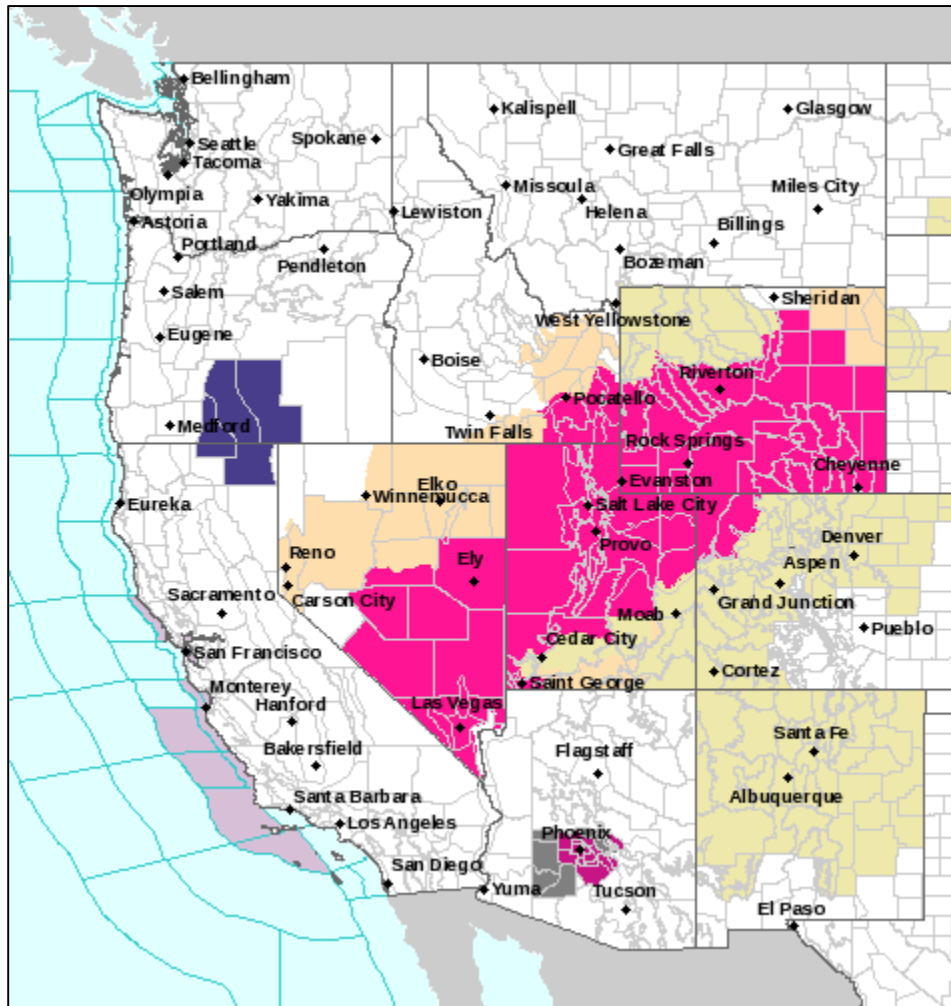 Bellingham
Kalispell
Glasgow
Seattle
Spokane
Great Falls
Tacoma
Olympia
Yakima
Missoula
Miles City
Helena
Lewiston
Astoria
Billings
Portland
Pendleton
Bozeman
Salem
Sheridan
West Yellowstone
Eugene
Boise
Riverton
Pocatello
Medford
Twin Falls
Rock Springs
Cheyenne
Elko
Evanston
Winnemucca
Eureka
Salt Lake City
Provo
Denver
Reno
Ely
Aspen
Sacramento
Carson City
Moab
Grand Junction
Pueblo
Cedar City
San Francisco
Cortez
Saint George
Monterey
Hanford
Las Vegas
Bakersfield
Flagstaff
Santa Fe
Albuquerque
Santa Barbara
Los Angeles
Phoenix
San Diego
Yuma
Tucson
El Paso